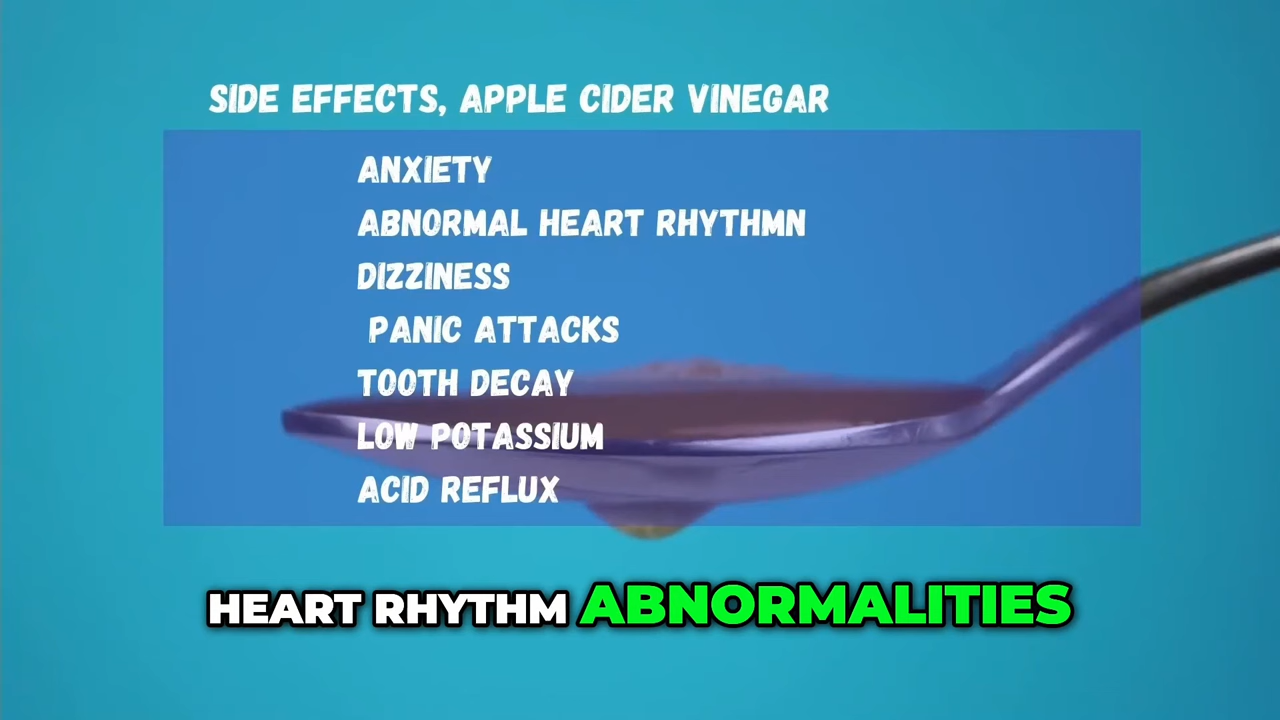 SIDE EFFECTS, APPLE CIDER VINEGAR
ANXIETY
ABNORMAL HEART RHYTHMN
DIZZINESS
PANIC ATTACKS
TOOTH DECAY
LOW POTASSIUM
ACID REFLUX
HEART RHYTHM ABNORMALITIES